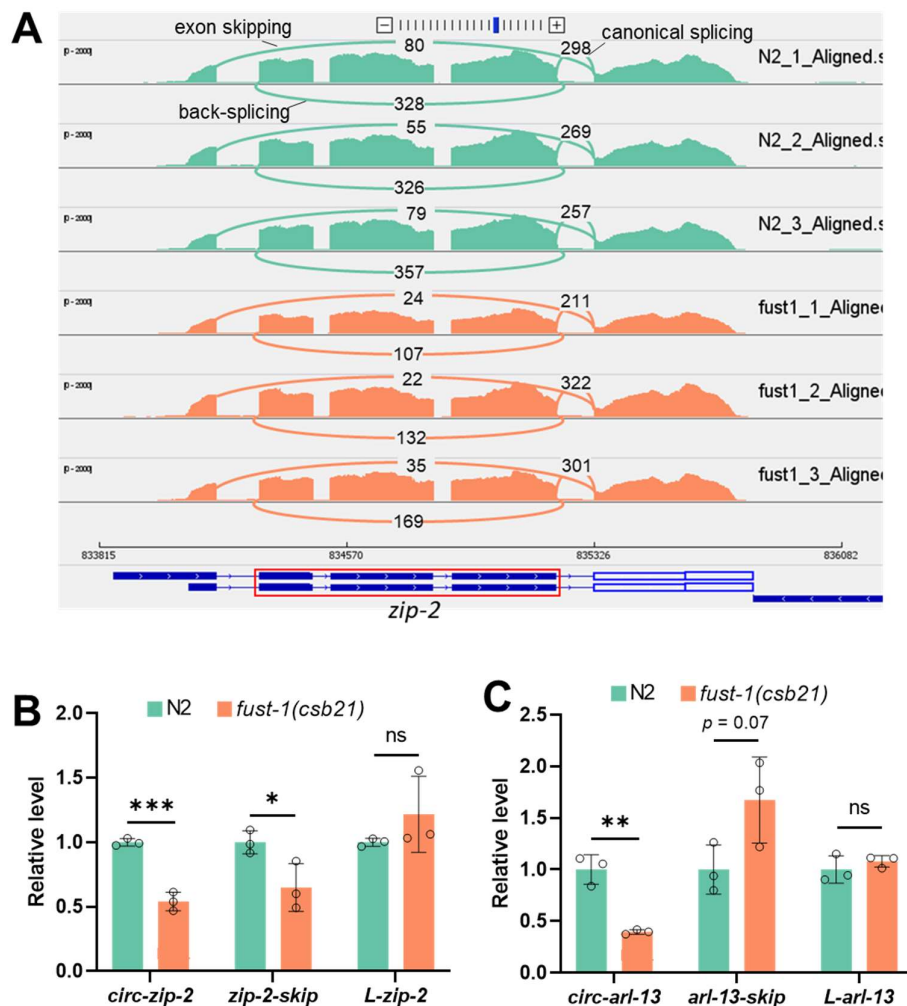 A
exon skipping
canonical splicing
back-splicing
80
298
N2_1_Aligned.s
328
55
269
N2_2_Aligned.s
326
79
257
N2_3_Aligned.s
357
24
211
fust1_1_Aligne
107
22
322
fust1_2_Aligne
132
35
301
fust1_3_Aligne
169
833815 834570 835326 836082
zip-2
B
N2 fust-1(csb21)
Relative level
2.0
1.5
1.0
0.5
0.0
***
*
ns
circ-zip-2 zip-2-skip L-zip-2
C
N2 fust-1(csb21)
Relative level
2.5
2.0
1.5
1.0
0.5
0.0
**
p = 0.07
ns
circ-arl-13 arl-13-skip L-arl-13